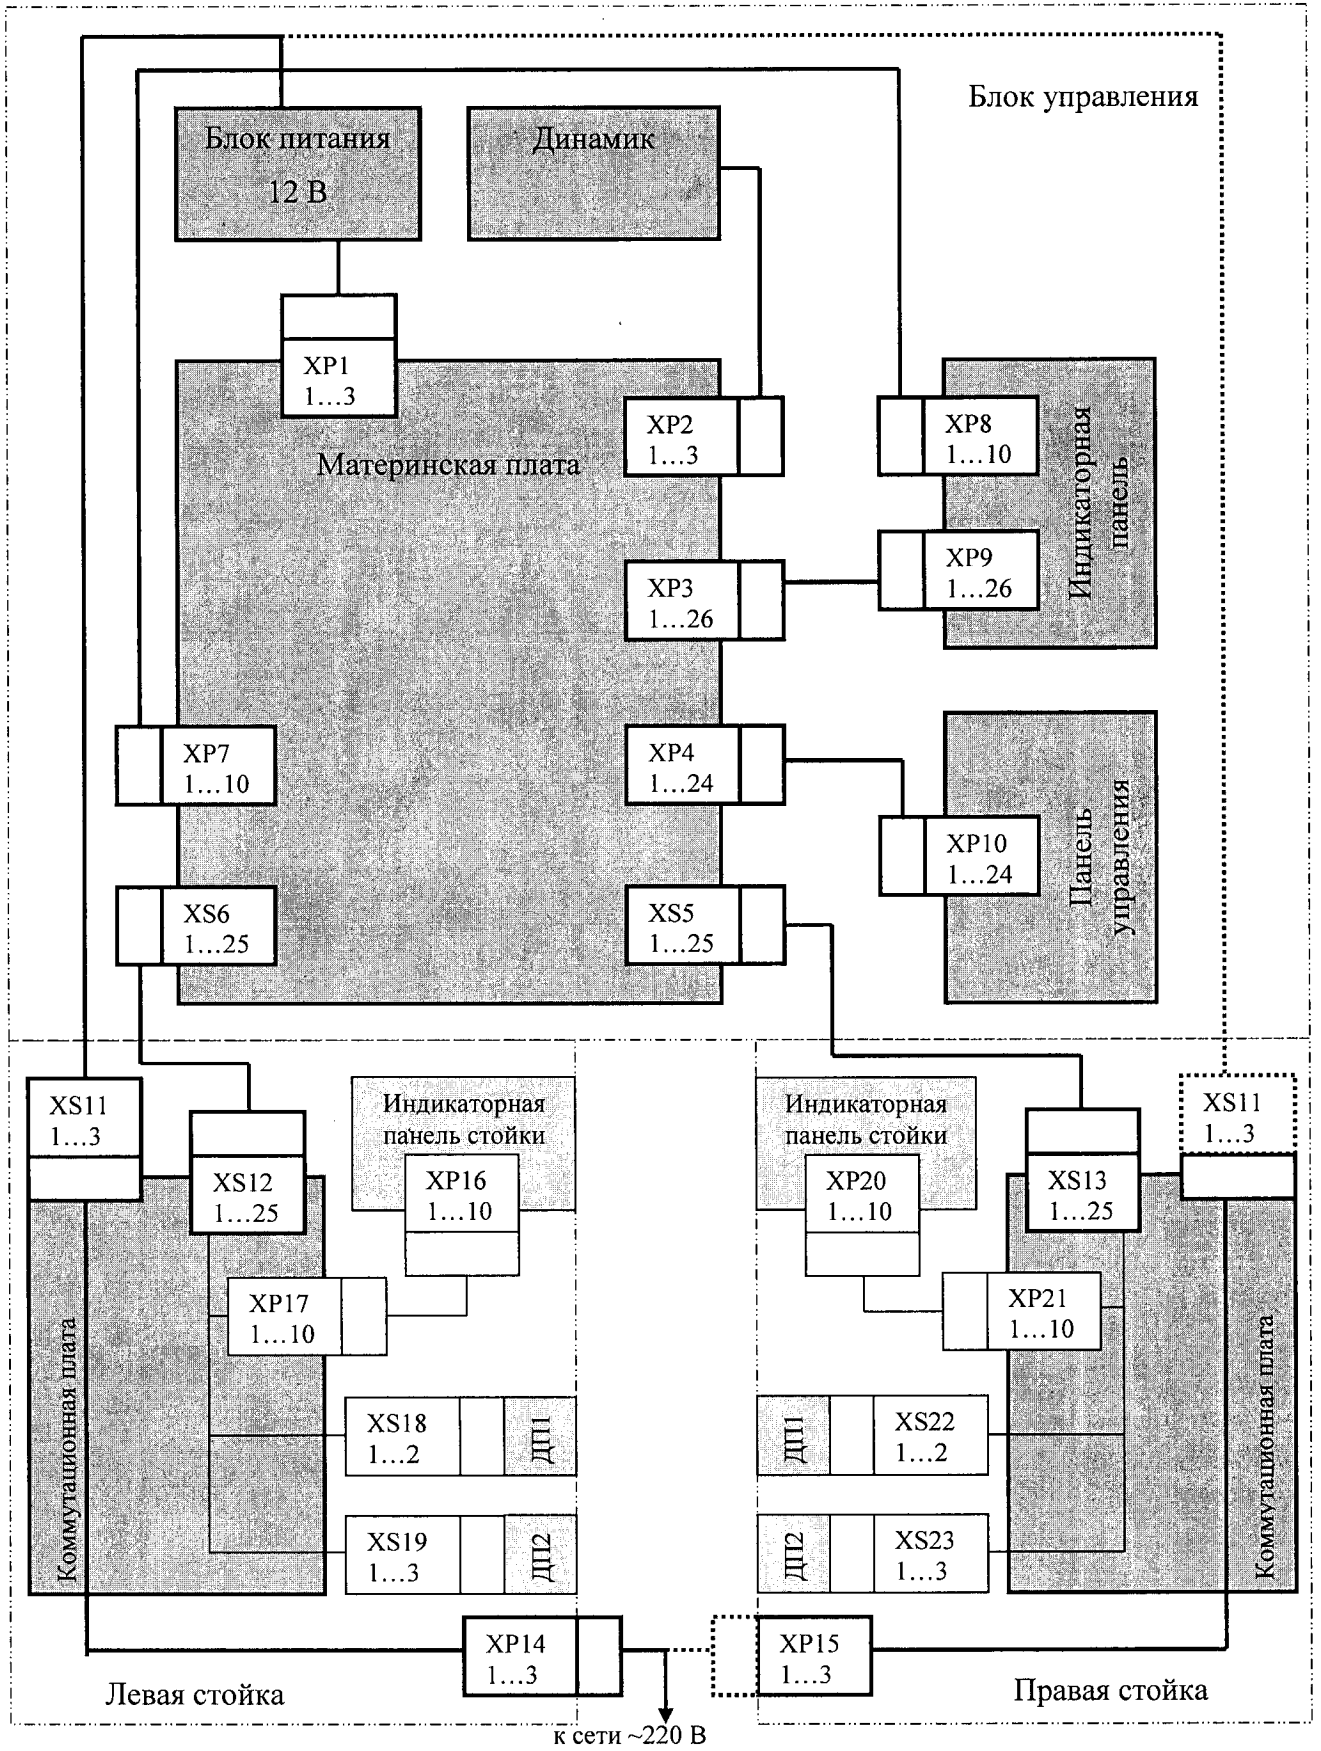 Блок управления
Блок питания
12 В
Динамик
XP1
1...3
Материнская плата
XP2
1...3
XP8
1...10
Индикаторная
панель
XP3
1...26
XP9
1...26
XP7
1...10
XP4
1...24
XP10
1...24
Панель
управления
XS6
1...25
XS5
1...25
XS11
1...3
XS12
1...25
Индикаторная
панель стойки
XP16
1...10
Индикаторная
панель стойки
XP20
1...10
XS13
1...25
XS11
1...3
XP17
1...10
XP21
1...10
Коммутационная плата
XS18
1...2
ДП1
ДП1
XS22
1...2
Коммутационная плата
XS19
1...3
ДП2
ДП2
XS23
1...3
XP14
1...3
XP15
1...3
Левая стойка
Правая стойка
к сети ~220 В